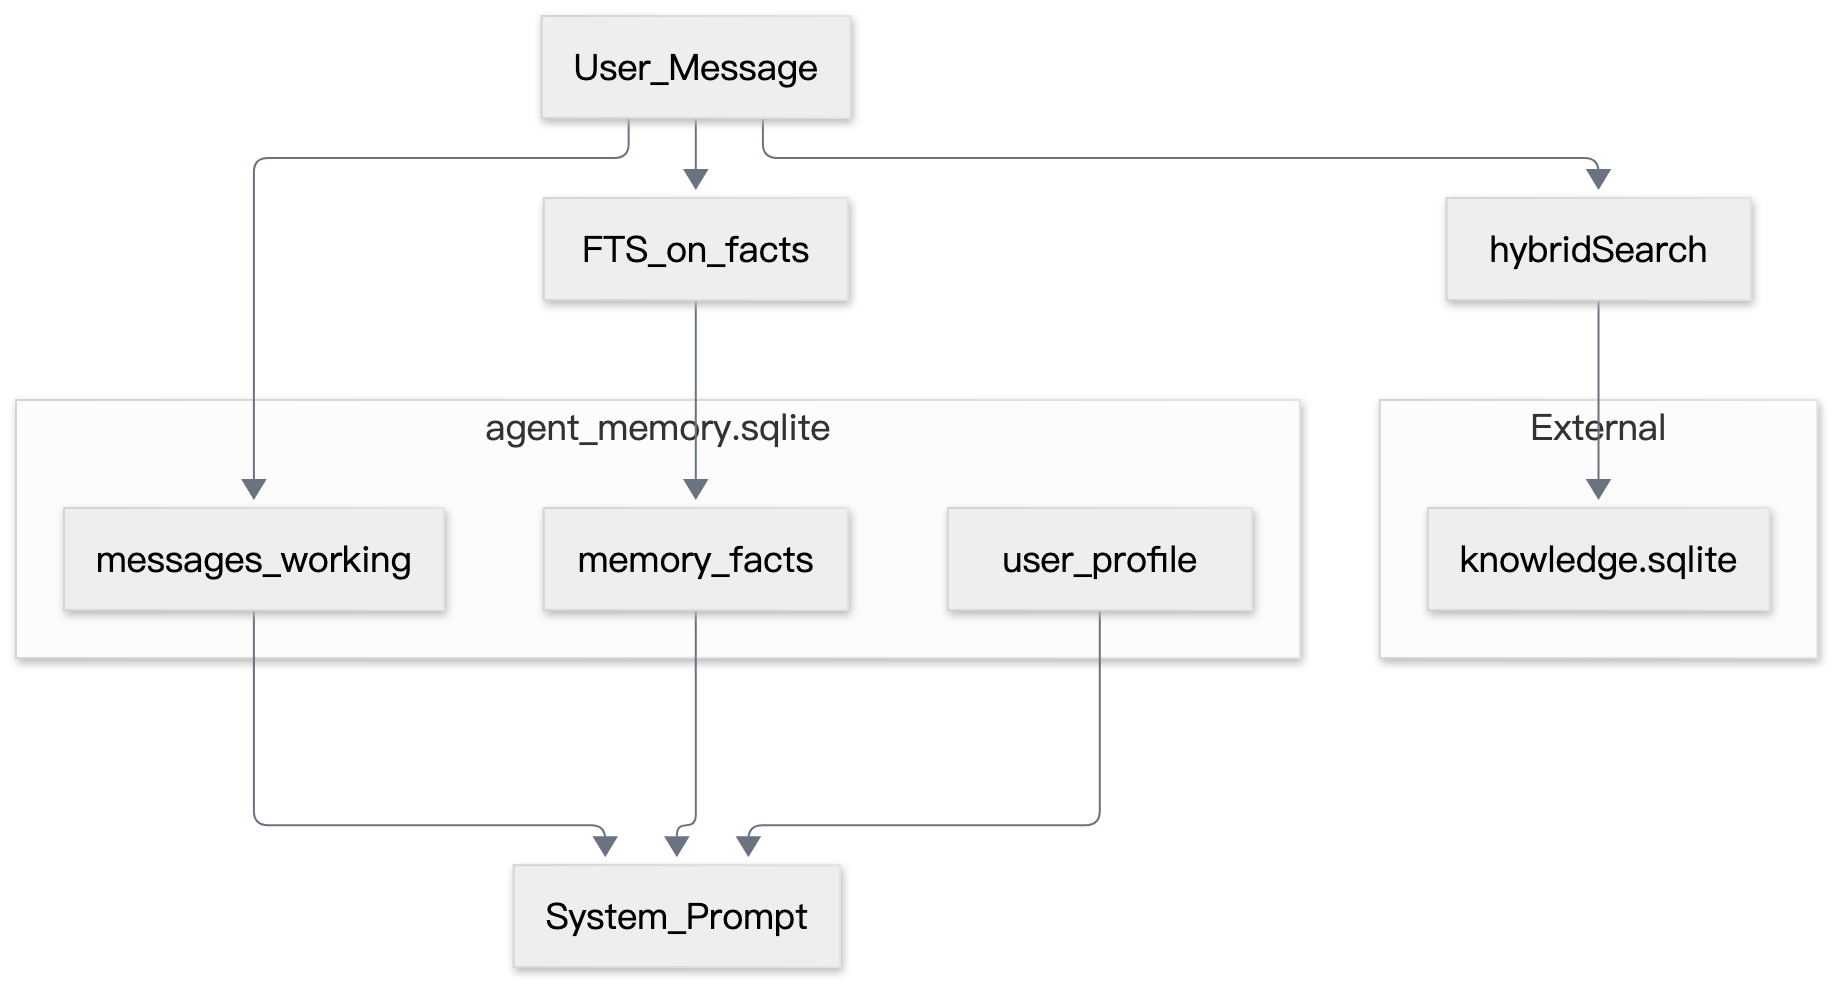 User_Message
FTS_on_facts
hybridSearch
agent_memory.sqlite
External
messages_working
memory_facts
user_profile
knowledge.sqlite
System_Prompt